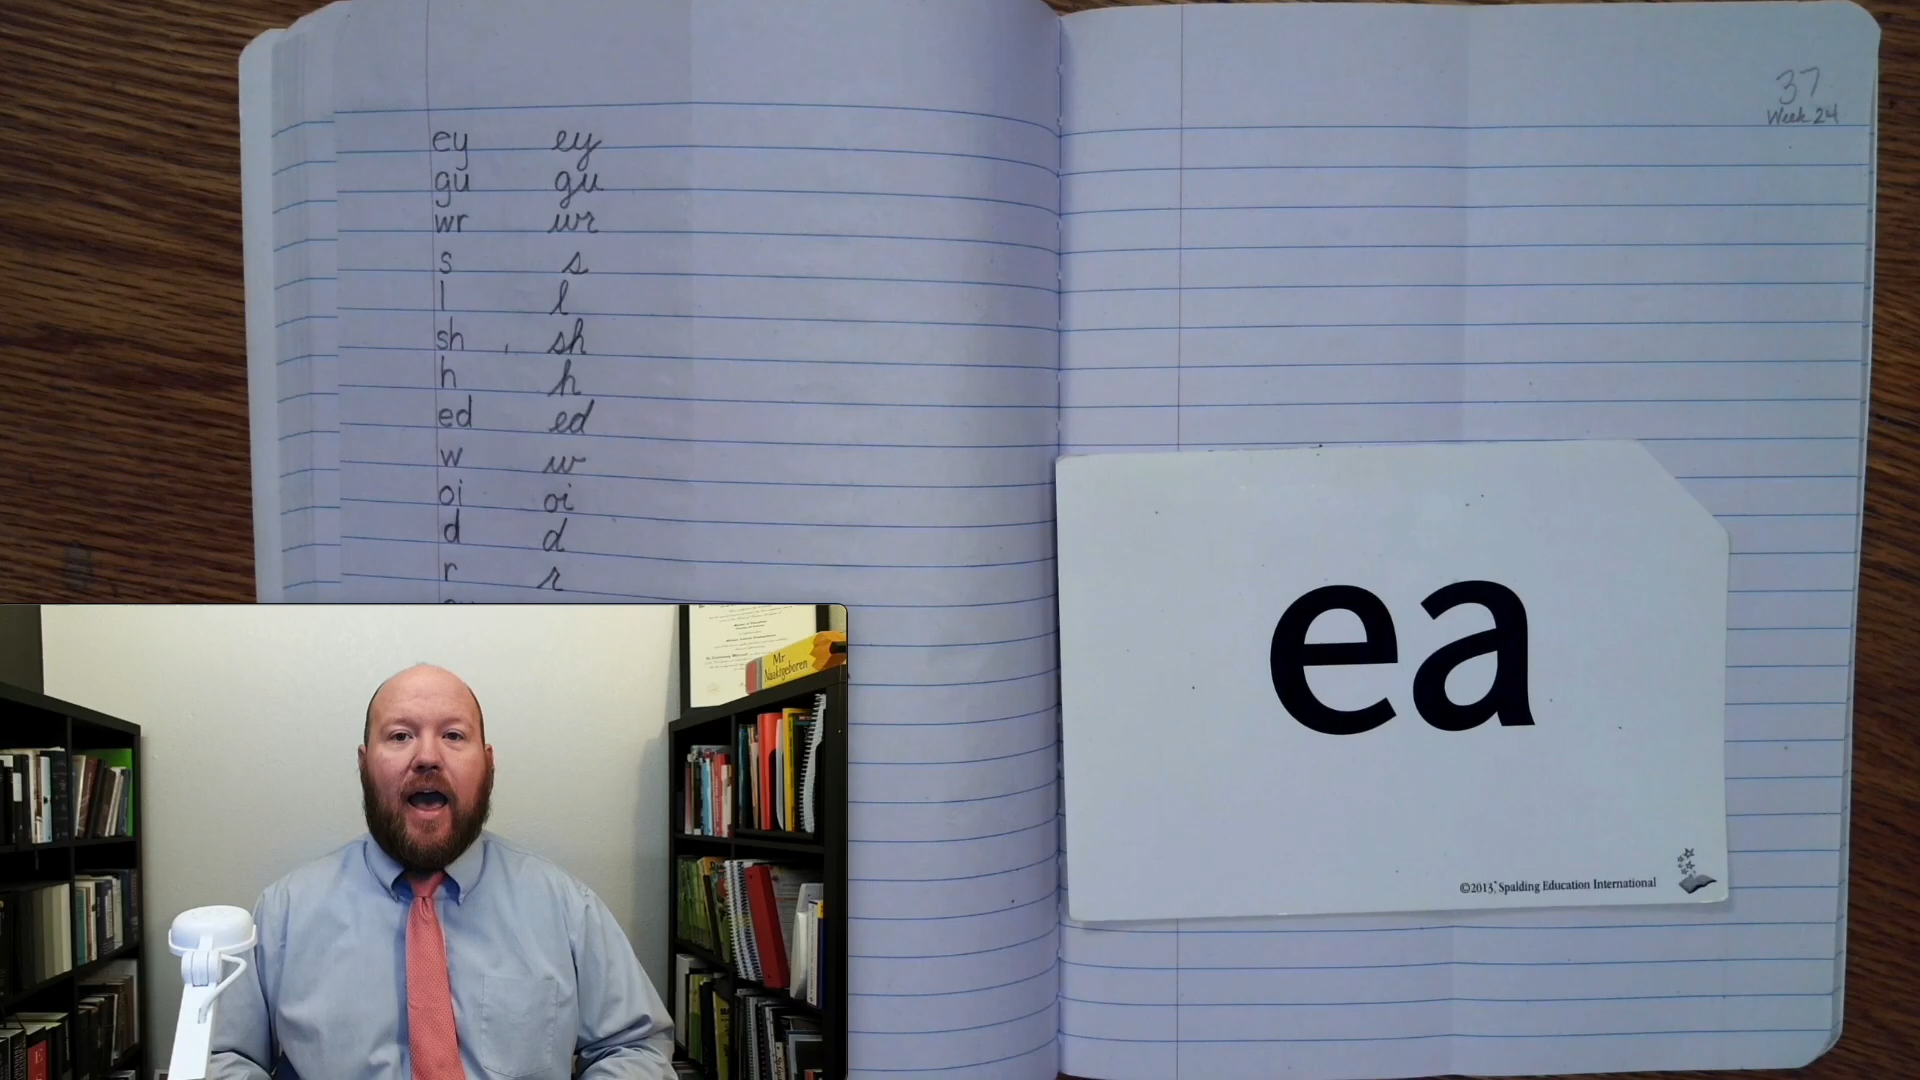 37
Week 24
ey ey
gu gu
wr wr
s s
l l
sh sh
h h
ed ed
w w
oi oi
d d
r r
ea
©2013, Spalding Education International
Mr
Naaktgeboren